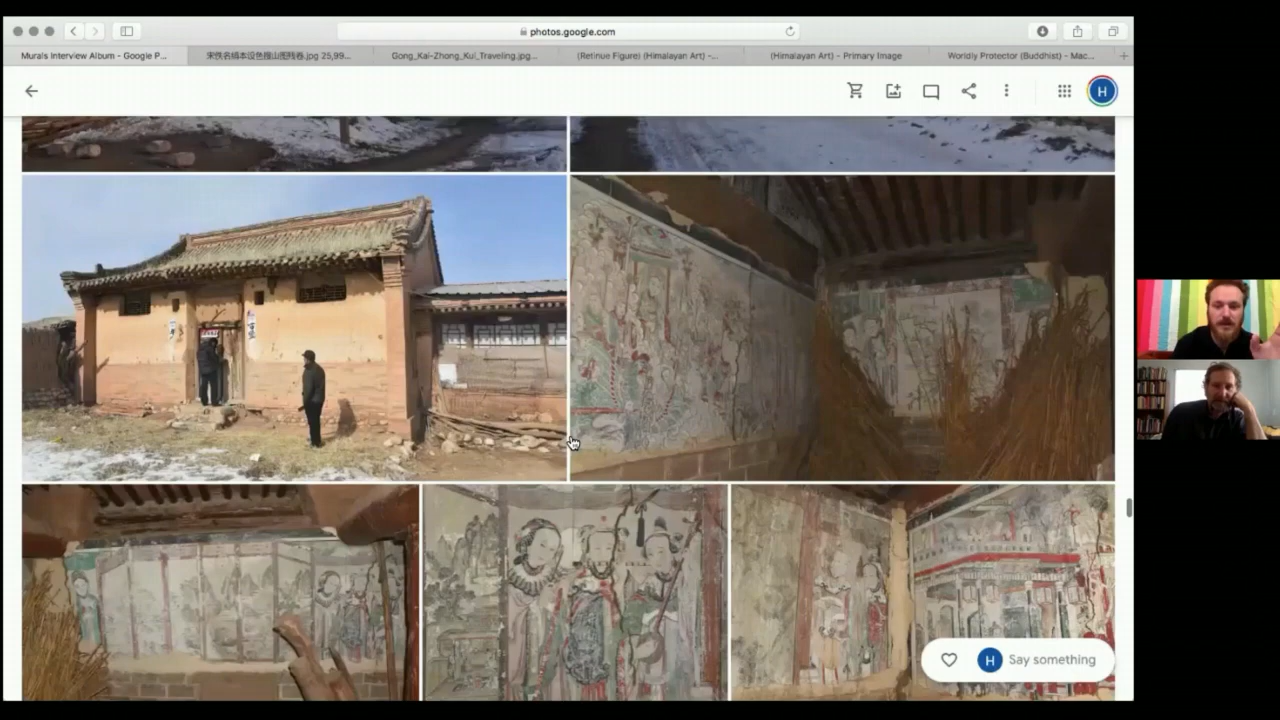 photos.google.com
Murals Interview Album - Google P...
宋佚名绢本设色搜山图残卷.jpg 25,99...
Gong_Kai-Zhong_Kui_Traveling.jpg...
(Retinue Figure) (Himalayan Art) –...
(Himalayan Art) – Primary Image
Worldly Protector (Buddhist) – Mac...
H
H Say something